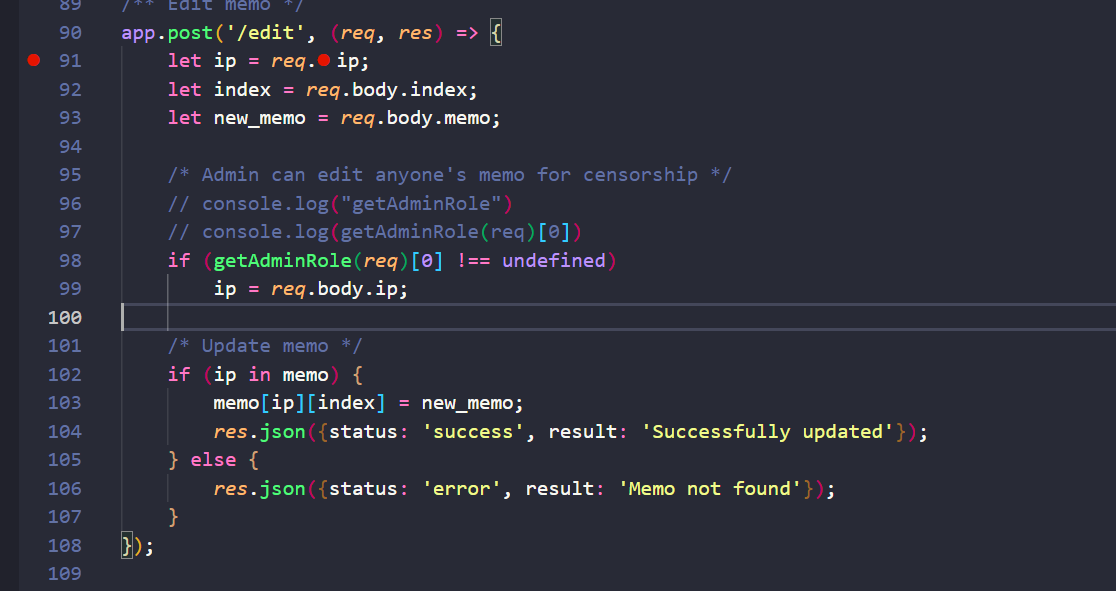 89 /** Edit memo */
90 app.post('/edit', (req, res) => {
91 let ip = req.ip;
92 let index = req.body.index;
93 let new_memo = req.body.memo;
94
95 /* Admin can edit anyone's memo for censorship */
96 // console.log("getAdminRole")
97 // console.log(getAdminRole(req)[0])
98 if (getAdminRole(req)[0] !== undefined)
99 ip = req.body.ip;
100
101 /* Update memo */
102 if (ip in memo) {
103 memo[ip][index] = new_memo;
104 res.json({status: 'success', result: 'Successfully updated'});
105 } else {
106 res.json({status: 'error', result: 'Memo not found'});
107 }
108 });
109